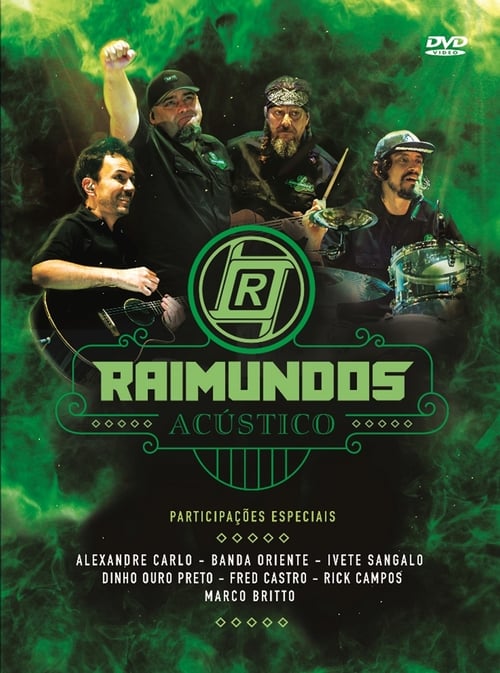 DVD
VIDEO
R
RAIMUNDOS
ACÚSTICO
PARTICIPAÇÕES ESPECIAIS
ALEXANDRE CARLO - BANDA ORIENTE - IVETE SANGALO
DINHO OURO PRETO - FRED CASTRO - RICK CAMPOS
MARCO BRITTO